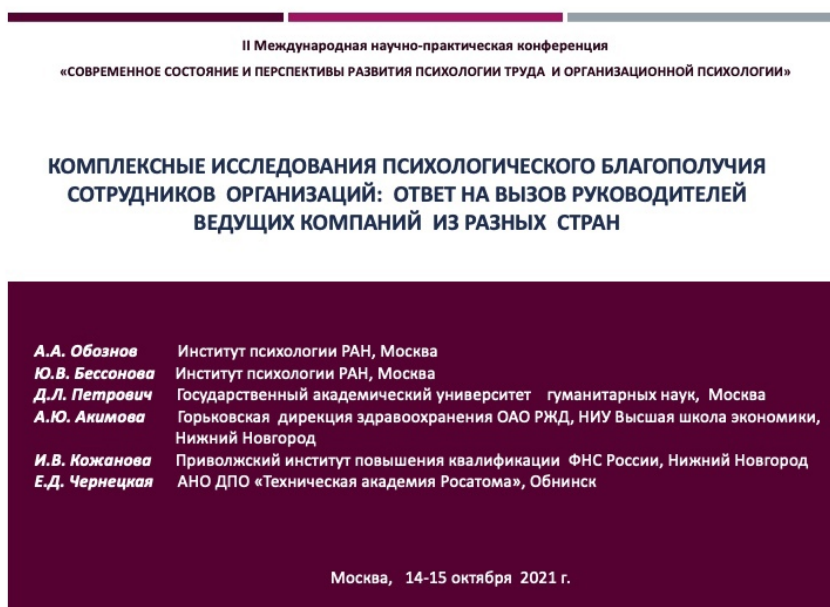 II Международная научно-практическая конференция
«СОВРЕМЕННОЕ СОСТОЯНИЕ И ПЕРСПЕКТИВЫ РАЗВИТИЯ ПСИХОЛОГИИ ТРУДА И ОРГАНИЗАЦИОННОЙ ПСИХОЛОГИИ»
КОМПЛЕКСНЫЕ ИССЛЕДОВАНИЯ ПСИХОЛОГИЧЕСКОГО БЛАГОПОЛУЧИЯ
СОТРУДНИКОВ ОРГАНИЗАЦИЙ: ОТВЕТ НА ВЫЗОВ РУКОВОДИТЕЛЕЙ
ВЕДУЩИХ КОМПАНИЙ ИЗ РАЗНЫХ СТРАН
А.А. Обознов Институт психологии РАН, Москва
Ю.В. Бессонова Институт психологии РАН, Москва
Д.Л. Петрович Государственный академический университет гуманитарных наук, Москва
А.Ю. Акимова Горьковская дирекция здравоохранения ОАО РЖД, НИУ Высшая школа экономики,
Нижний Новгород
И.В. Кожанова Приволжский институт повышения квалификации ФНС России, Нижний Новгород
Е.Д. Чернецкая АНО ДПО «Техническая академия Росатома», Обнинск
Москва, 14-15 октября 2021 г.